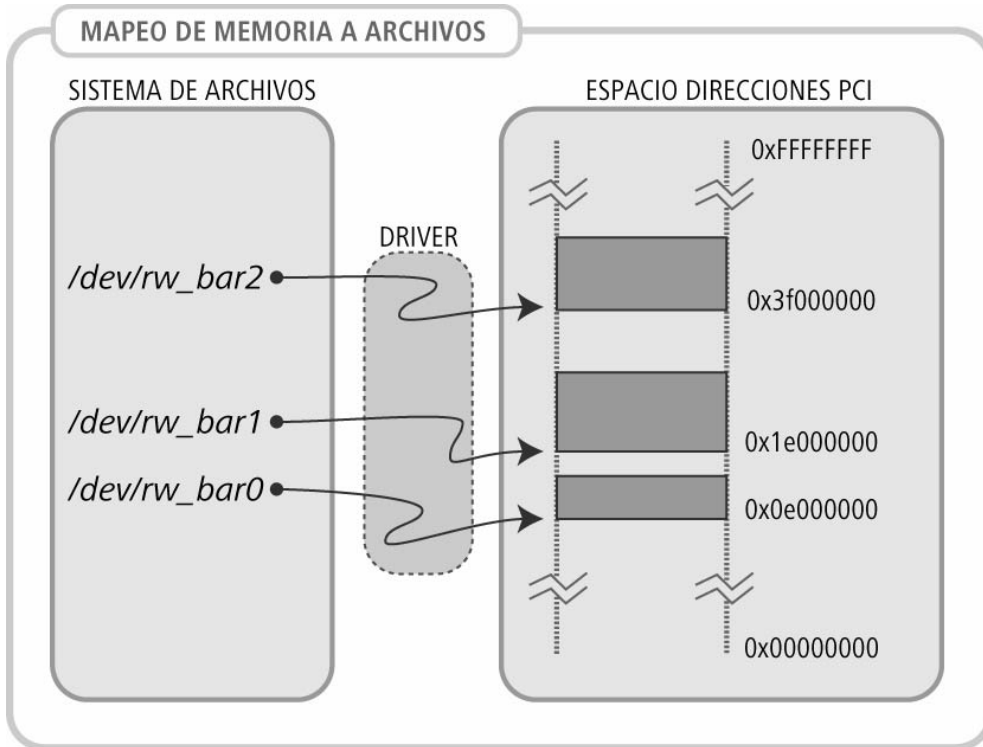 MAPEO DE MEMORIA A ARCHIVOS
SISTEMA DE ARCHIVOS
ESPACIO DIRECCIONES PCI
0xFFFFFFFF
DRIVER
/dev/rw_bar2
0x3f000000
/dev/rw_bar1
0x1e000000
/dev/rw_bar0
0x0e000000
0x00000000